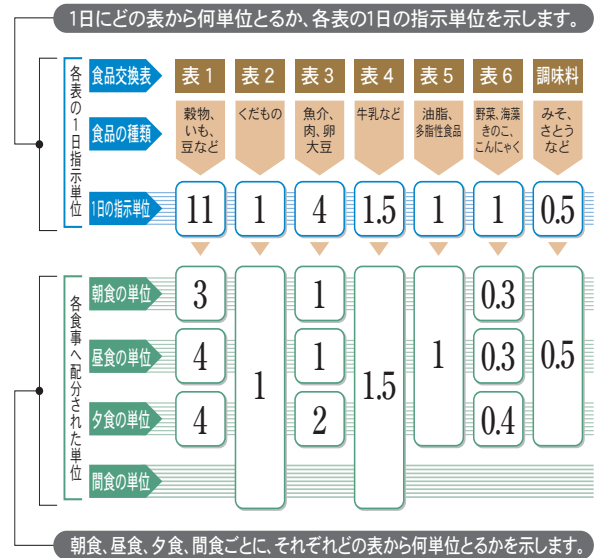 1日にどの表から何単位とるか、各表の1日の指示単位を示します。
各表の1日指示単位
食品交換表
表1
表2
表3
表4
表5
表6
調味料
食品の種類
穀物、
いも、
豆など
くだもの
魚介、
肉、卵
大豆
牛乳など
油脂、
多脂性食品
野菜、海藻
きのこ、
こんにゃく
みそ、
さとう
など
1日の指示単位
11
1
4
1.5
1
1
0.5
各食事へ配分された単位
朝食の単位
3
1
0.3
昼食の単位
4
1
1
1.5
1
0.3
0.5
夕食の単位
4
2
0.4
間食の単位
朝食、昼食、夕食、間食ごとに、それぞれどの表から何単位とるかを示します。